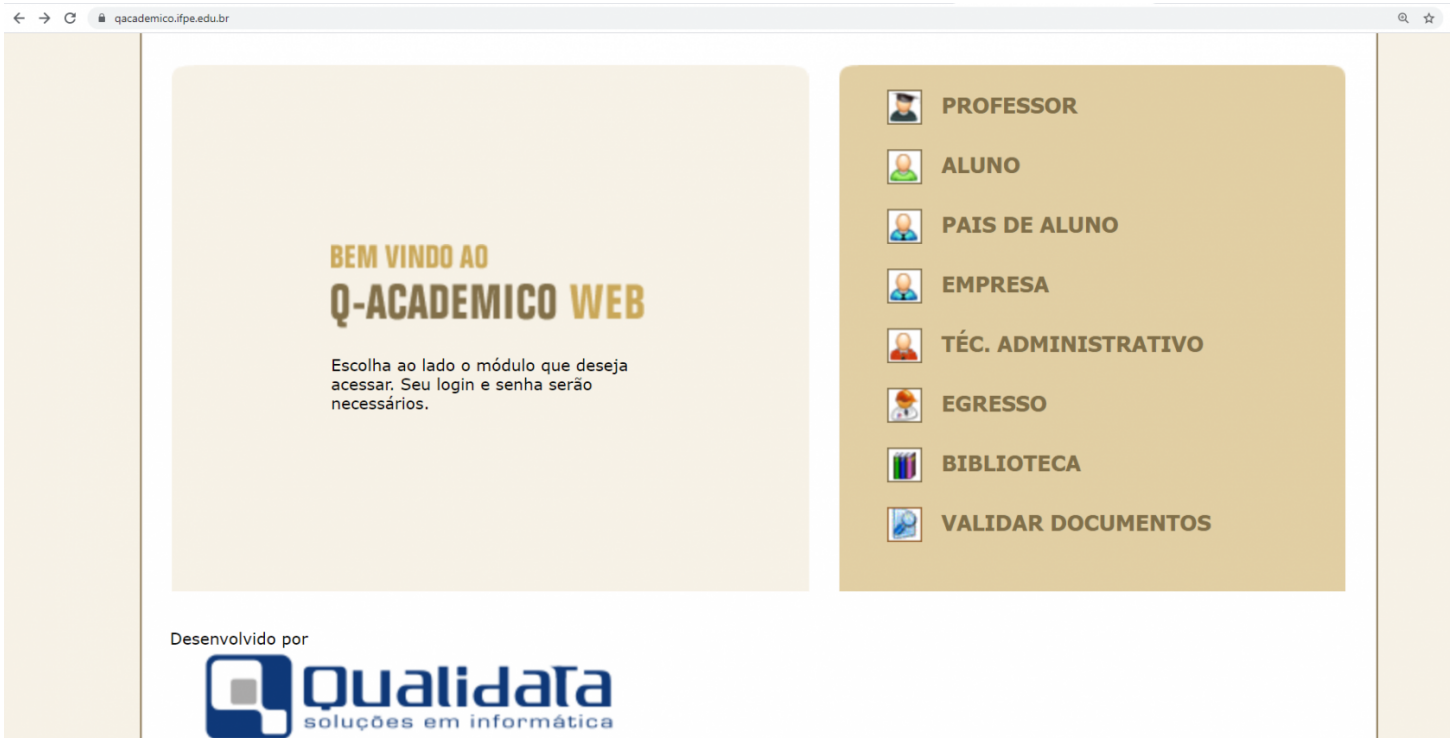 qacademico.ifpe.edu.br
BEM VINDO AO
Q-ACADEMICO WEB
Escolha ao lado o módulo que deseja
acessar. Seu login e senha serão
necessários.
PROFESSOR
ALUNO
PAIS DE ALUNO
EMPRESA
TÉC. ADMINISTRATIVO
EGRESSO
BIBLIOTECA
VALIDAR DOCUMENTOS
Desenvolvido por
Qualidata
soluções em informática